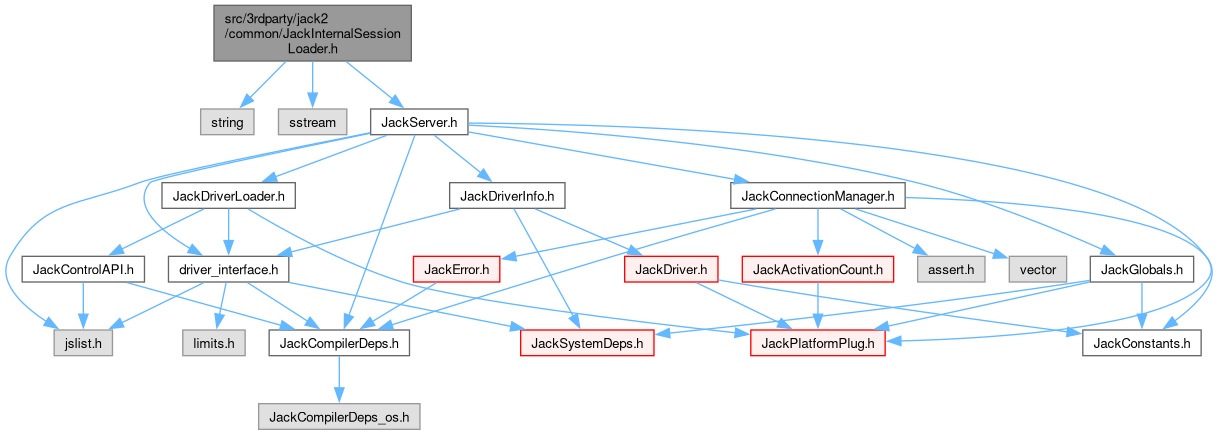 src/3rdparty/jack2
/common/JackInternalSession
Loader.h
string
sstream
JackServer.h
JackDriverLoader.h
JackDriverInfo.h
JackConnectionManager.h
JackControlAPI.h
driver_interface.h
JackError.h
JackDriver.h
JackActivationCount.h
assert.h
vector
JackGlobals.h
jslist.h
limits.h
JackCompilerDeps.h
JackSystemDeps.h
JackPlatformPlug.h
JackConstants.h
JackCompilerDeps_os.h